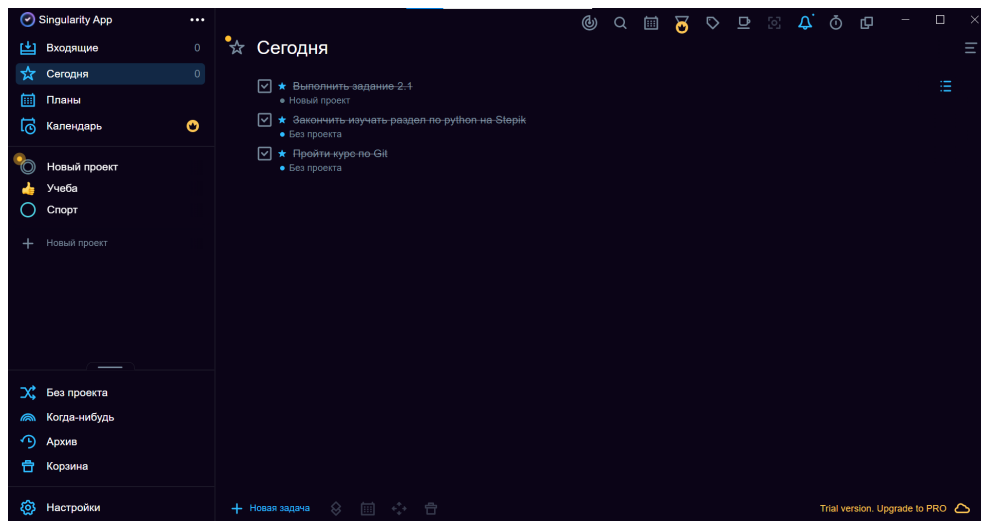 Singularity App
Входящие 0
Сегодня 0
Планы
Календарь
Новый проект
Учеба
Спорт
Новый проект
Без проекта
Когда-нибудь
Архив
Корзина
Настройки
Сегодня
Выполнить задание 2.1
Новый проект
Закончить изучать раздел по python на Stepik
Без проекта
Пройти курс по Git
Без проекта
Новая задача
Trial version. Upgrade to PRO